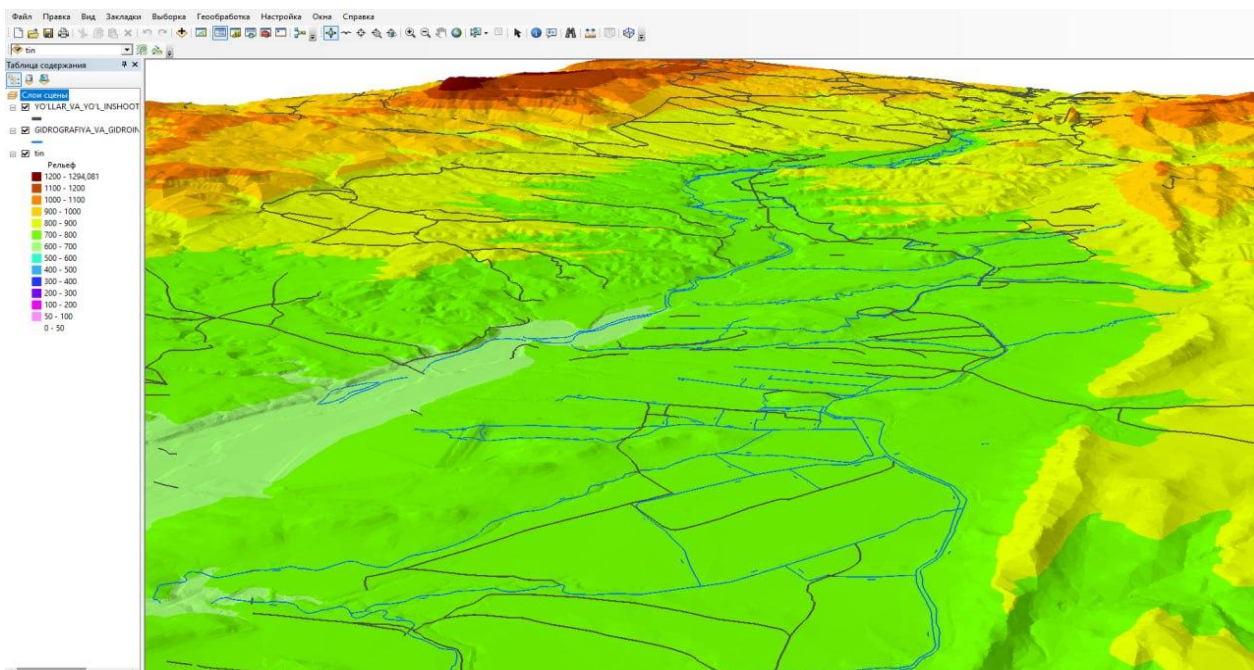 Файл Правка Вид Закладки Выборка Геообработка Настройка Окна Справка
tin
Таблица содержания
Слои сцены
YO'LLAR_VA_YO'L_INSHOOT
GIDROGRAFIYA_VA_GIDROIN
tin
Рельеф
1200 - 1294,081
1100 - 1200
1000 - 1100
900 - 1000
800 - 900
700 - 800
600 - 700
500 - 600
400 - 500
300 - 400
200 - 300
100 - 200
50 - 100
0 - 50